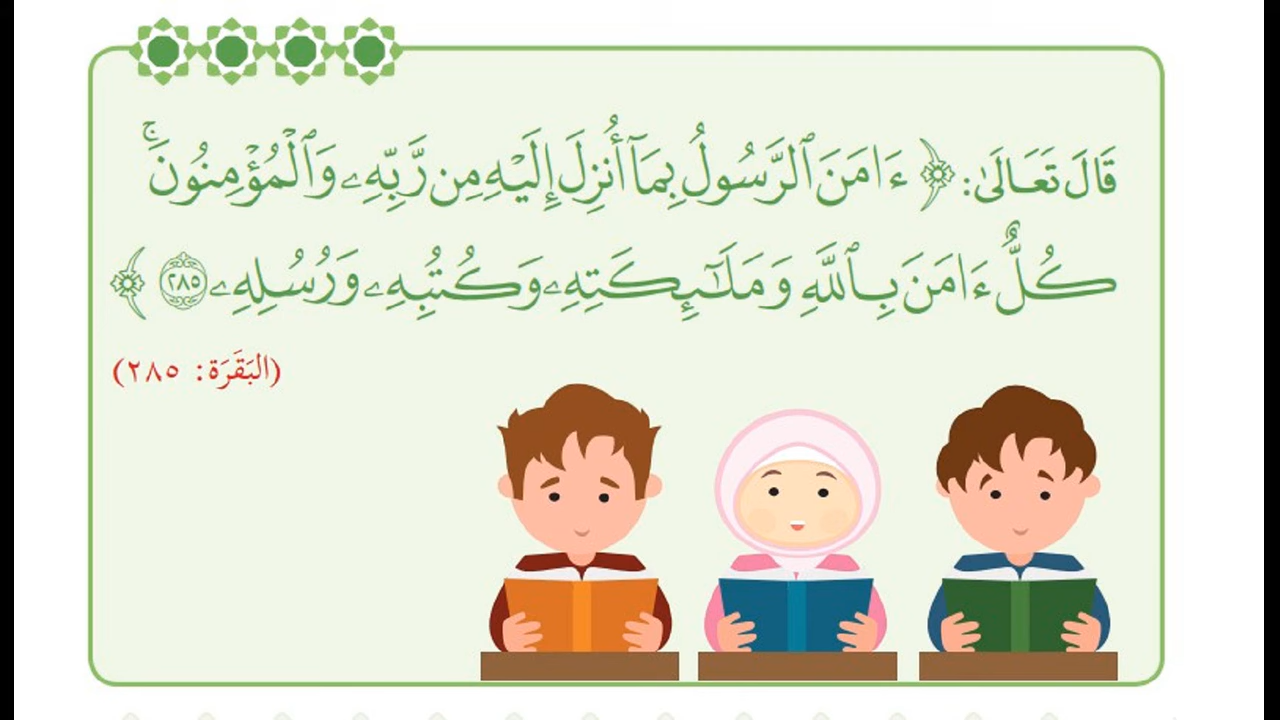 قَالَ تَعَالَىٰ: ﴿ ءَامَنَ ٱلرَّسُولُ بِمَآ أُنزِلَ إِلَيْهِ مِن رَّبِّهِۦ وَٱلْمُؤْمِنُونَۚ
كُلٌّ ءَامَنَ بِٱللَّهِ وَمَلَـٰٓئِكَتِهِۦ وَكُتُبِهِۦ وَرُسُلِهِۦ ٢٨٥ ﴾
(البَقَرَة: ٢٨٥)